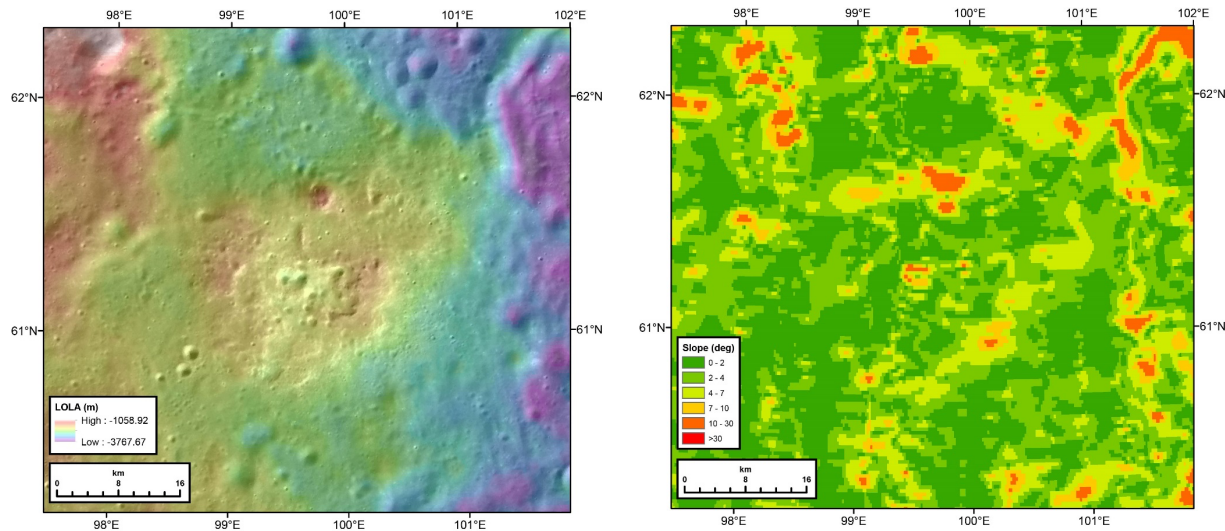 98°E 99°E 100°E 101°E 102°E
62°N 62°N
61°N 61°N
LOLA (m)
High : -1058.92
Low : -3767.67
km
0 8 16
98°E 99°E 100°E 101°E
98°E 99°E 100°E 101°E 102°E
62°N 62°N
61°N 61°N
Slope (deg)
0 - 2
2 - 4
4 - 7
7 - 10
10 - 30
>30
km
0 8 16
98°E 99°E 100°E 101°E